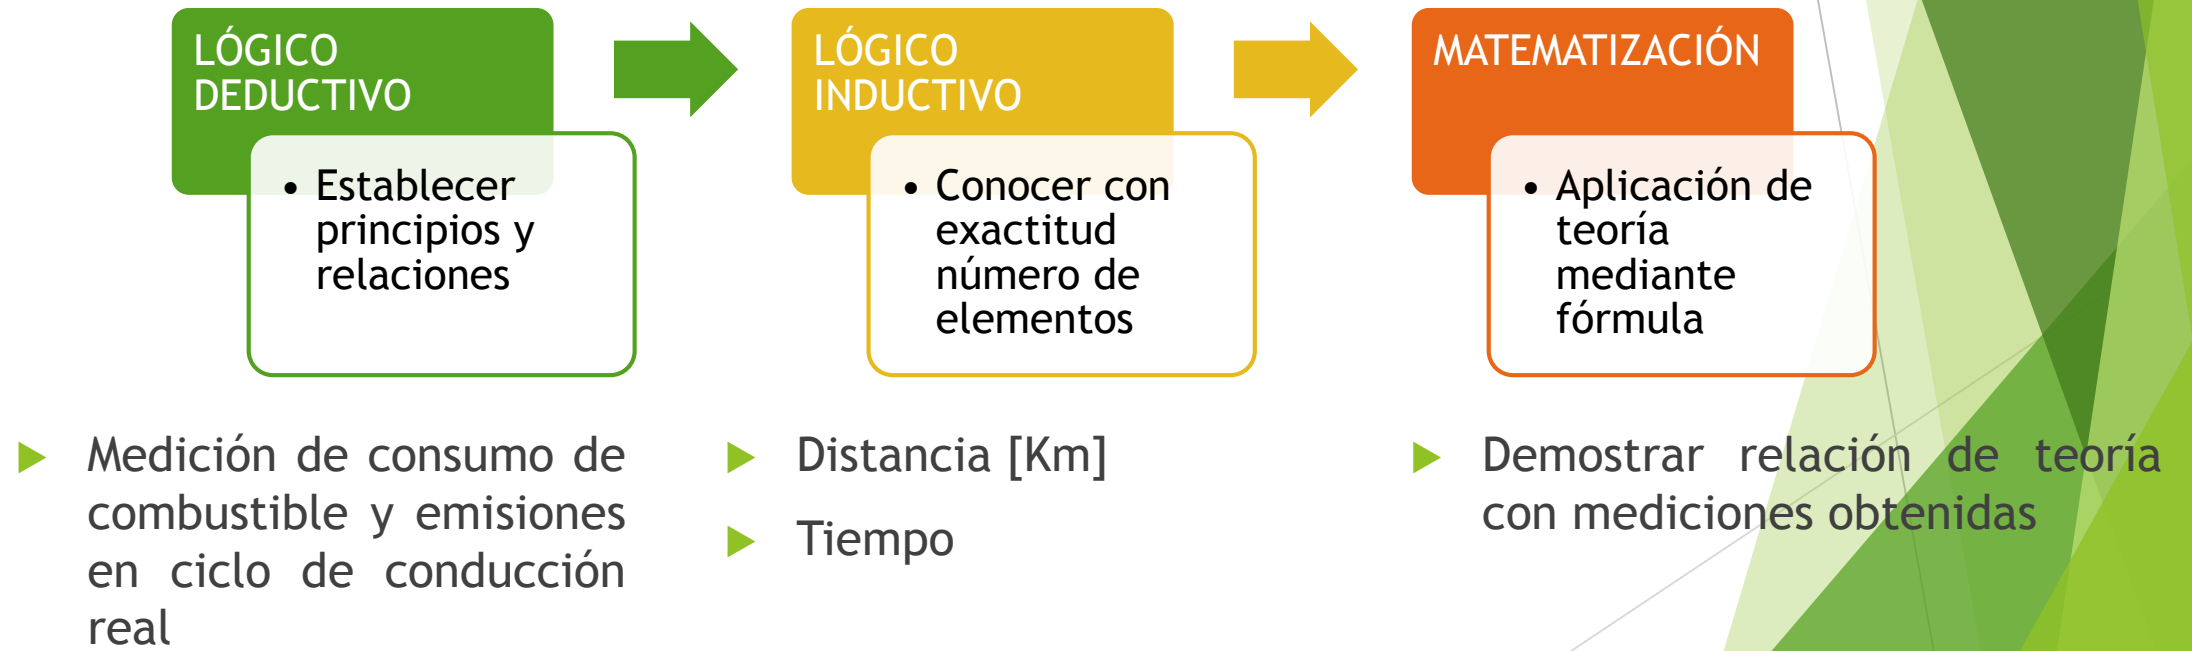 LÓGICO
DEDUCTIVO
• Establecer
principios y
relaciones
LÓGICO
INDUCTIVO
• Conocer con
exactitud
número de
elementos
MATEMATIZACIÓN
• Aplicación de
teoría
mediante
fórmula
Medición de consumo de
combustible y emisiones
en ciclo de conducción
real
Distancia [Km]
Tiempo
Demostrar relación de teoría
con mediciones obtenidas